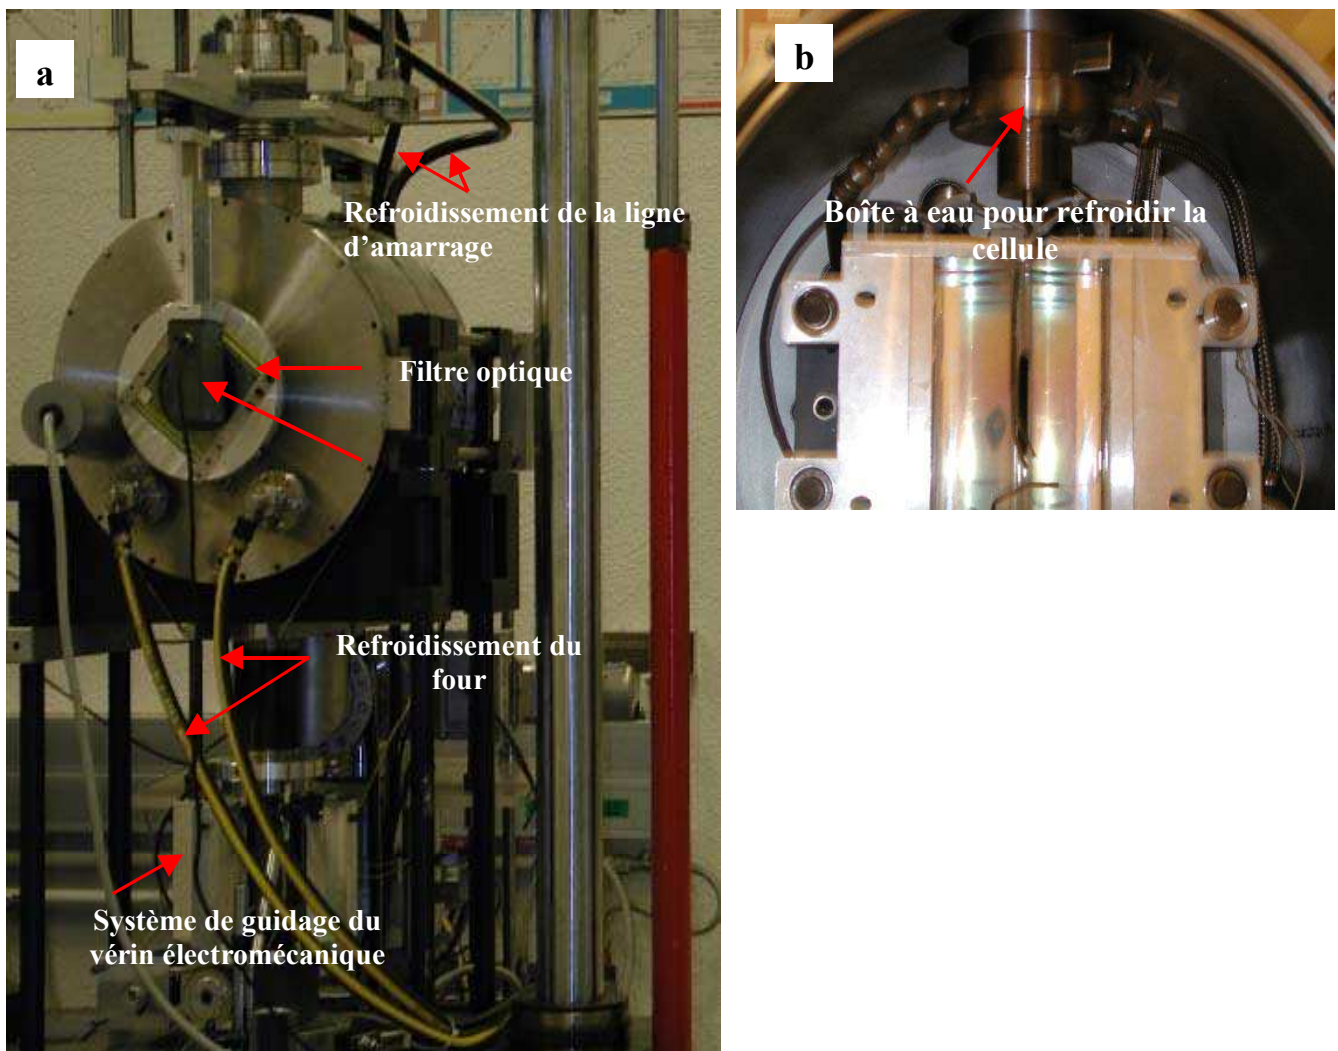 a
Refroidissement de la ligne
d'amarrage
Filtre optique
Refroidissement du
four
Système de guidage du
vérin électromécanique
b
Boîte à eau pour refroidir la
cellule